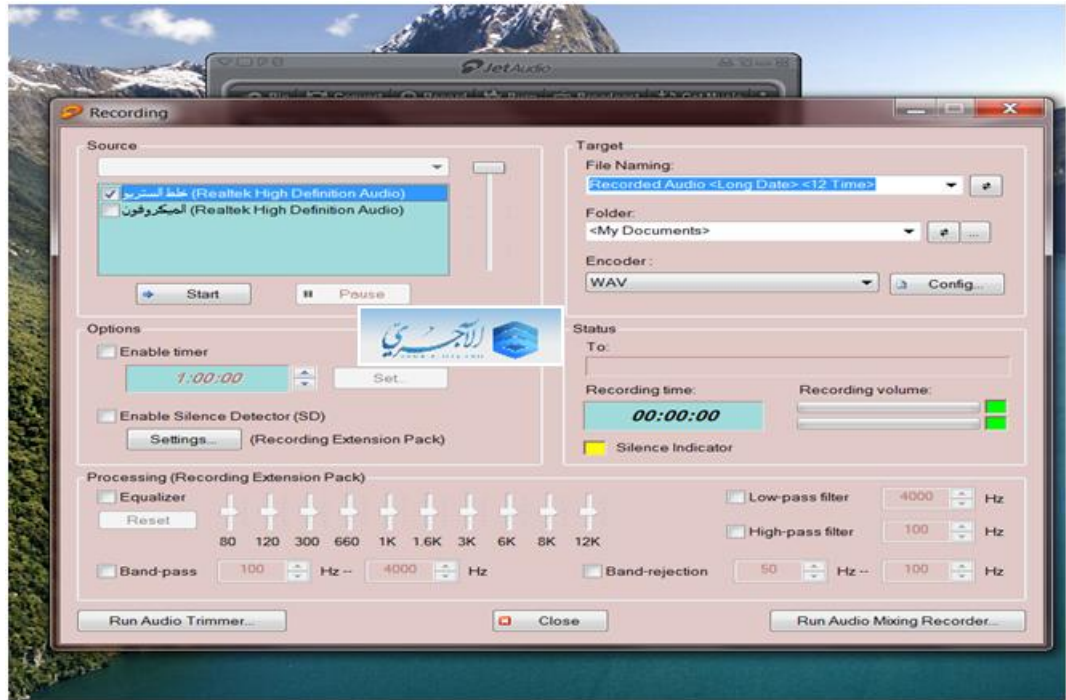 JetAudio
Recording
Source
خلط الستريو (Realtek High Definition Audio)
الميكروفون (Realtek High Definition Audio)
Start
Pause
Target
File Naming:
Recorded Audio <Long Date> <12 Time>
Folder:
<My Documents>
...
Encoder :
WAV
Config...
الآجري
Options
Enable timer
1:00:00
Set..
Enable Silence Detector (SD)
Settings...
(Recording Extension Pack)
Status
To:
Recording time:
Recording volume:
00:00:00
Silence Indicator
Processing (Recording Extension Pack)
Equalizer
Reset
80 120 300 660 1K 1.6K 3K 6K 8K 12K
Low-pass filter 4000 Hz
High-pass filter 100 Hz
Band-pass 100 Hz -- 4000 Hz
Band-rejection 50 Hz -- 100 Hz
Run Audio Trimmer...
Close
Run Audio Mixing Recorder...